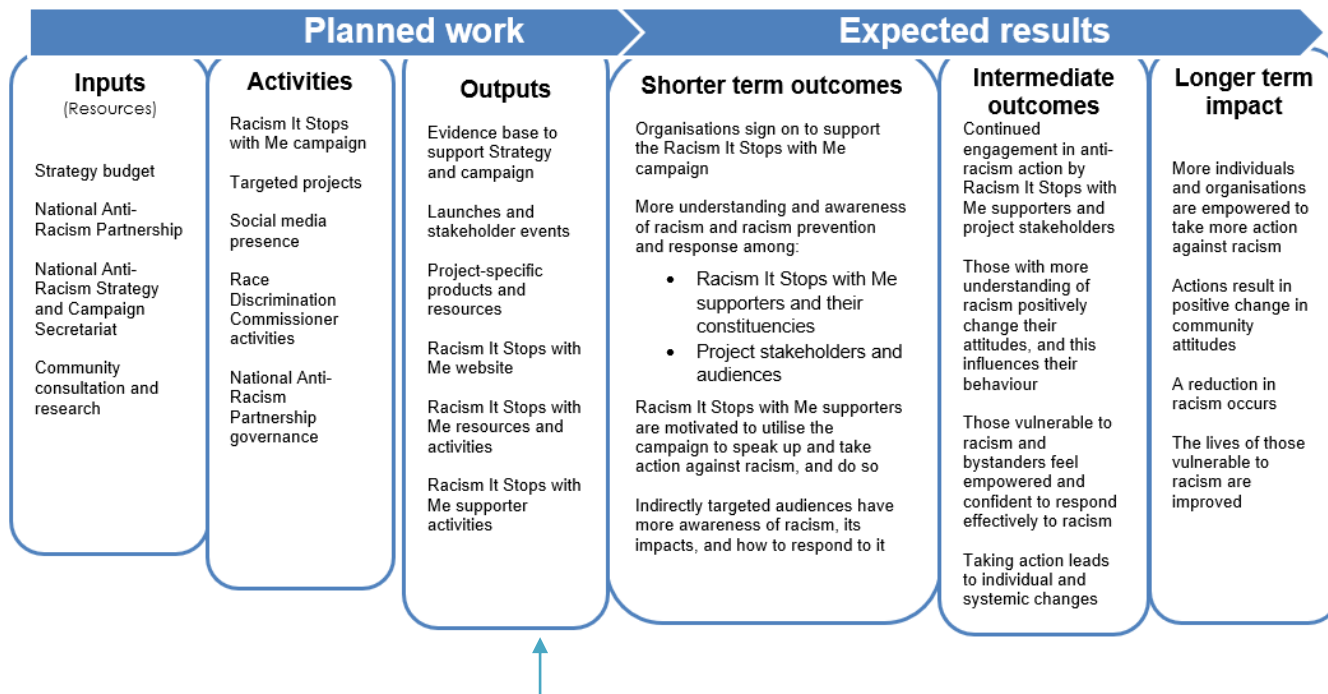 Planned work
Expected results
Inputs
(Resources)
Strategy budget
National Anti-
Racism Partnership
National Anti-
Racism Strategy
and Campaign
Secretariat
Community
consultation and
research
Activities
Racism It Stops
with Me campaign
Targeted projects
Social media
presence
Race
Discrimination
Commissioner
activities
National Anti-
Racism
Partnership
governance
Outputs
Evidence base to
support Strategy
and campaign
Launches and
stakeholder events
Project-specific
products and
resources
Racism It Stops with
Me website
Racism It Stops with
Me resources and
activities
Racism It Stops with
Me supporter
activities
Shorter term outcomes
Organisations sign on to support
the Racism It Stops with Me
campaign
More understanding and awareness
of racism and racism prevention
and response among:
• Racism It Stops with Me
supporters and their
constituencies
• Project stakeholders and
audiences
Racism It Stops with Me supporters
are motivated to utilise the
campaign to speak up and take
action against racism, and do so
Indirectly targeted audiences have
more awareness of racism, its
impacts, and how to respond to it
Intermediate
outcomes
Continued
engagement in anti-
racism action by
Racism It Stops with
Me supporters and
project stakeholders
Those with more
understanding of
racism positively
change their
attitudes, and this
influences their
behaviour
Those vulnerable to
racism and
bystanders feel
empowered and
confident to respond
effectively to racism
Taking action leads
to individual and
systemic changes
Longer term
impact
More individuals
and organisations
are empowered to
take more action
against racism
Actions result in
positive change in
community
attitudes
A reduction in
racism occurs
The lives of those
vulnerable to
racism are
improved